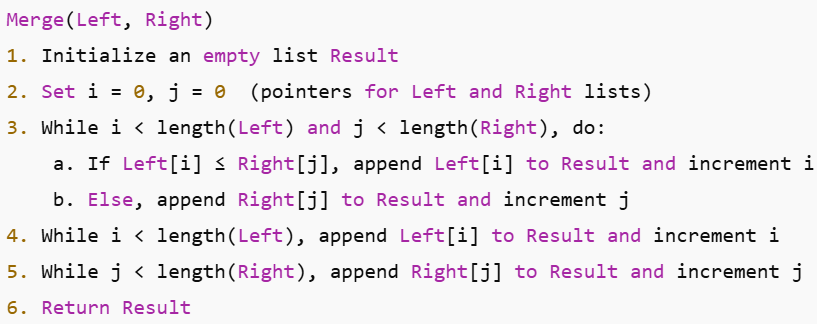 Merge(Left, Right)
1. Initialize an empty list Result
2. Set i = 0, j = 0  (pointers for Left and Right lists)
3. While i < length(Left) and j < length(Right), do:
a. If Left[i] ≤ Right[j], append Left[i] to Result and increment i
b. Else, append Right[j] to Result and increment j
4. While i < length(Left), append Left[i] to Result and increment i
5. While j < length(Right), append Right[j] to Result and increment j
6. Return Result